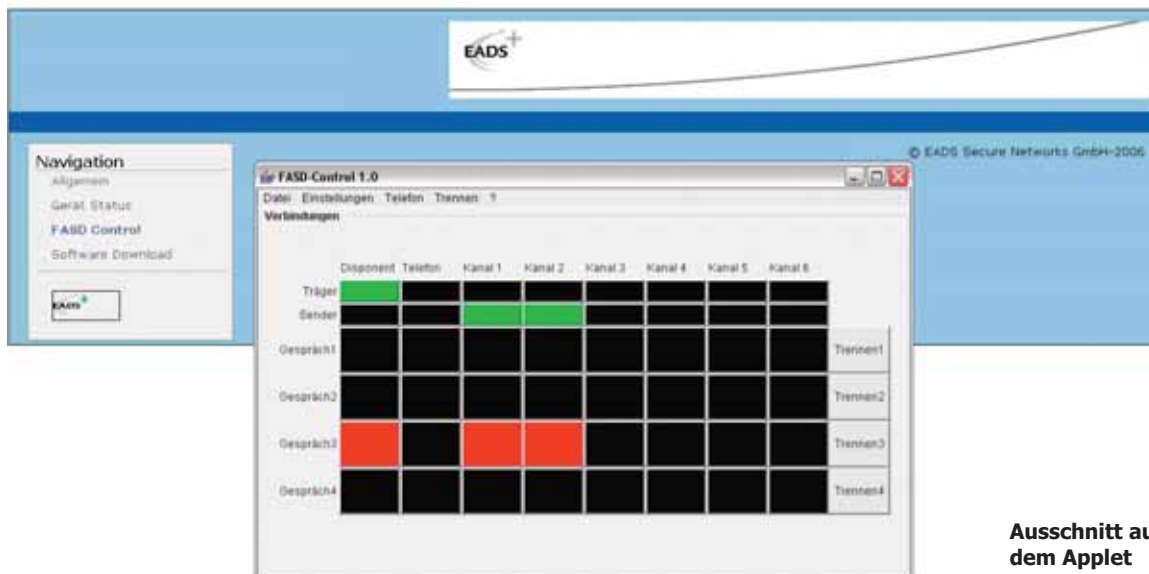 EADS
© EADS Secure Networks GmbH-2006
Navigation
Allgemein
Gerät Status
FASD Control
Software Download
EADS
FASD-Control 1.0
Datei Einstellungen Telefon Trennen ?
Verbindungen
Disponent Telefon Kanal 1 Kanal 2 Kanal 3 Kanal 4 Kanal 5 Kanal 6
Träger
Sender
Gespräch1 Trennen1
Gespräch2 Trennen2
Gespräch3 Trennen3
Gespräch4 Trennen4
Ausschnitt au
dem Applet